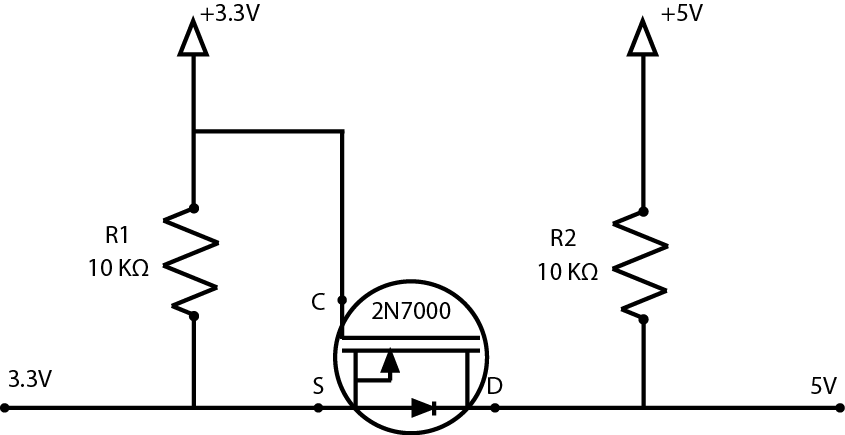 +3.3V
+5V
R1
10 KΩ
R2
10 KΩ
C
2N7000
3.3V
S
D
5V